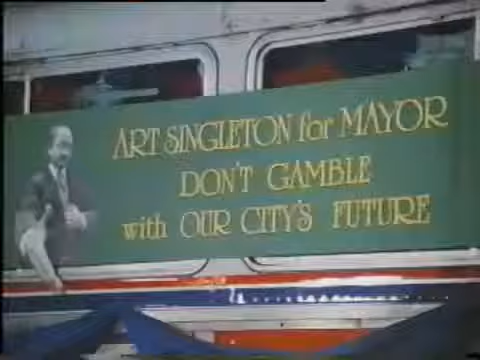 ART SINGLETON for MAYOR
DON'T GAMBLE
with OUR CITY'S FUTURE